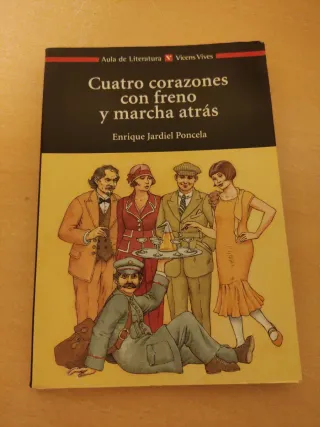 Aula de Literatura V Vicens Vives
Cuatro corazones
con freno
y marcha atrás
Enrique Jardiel Poncela